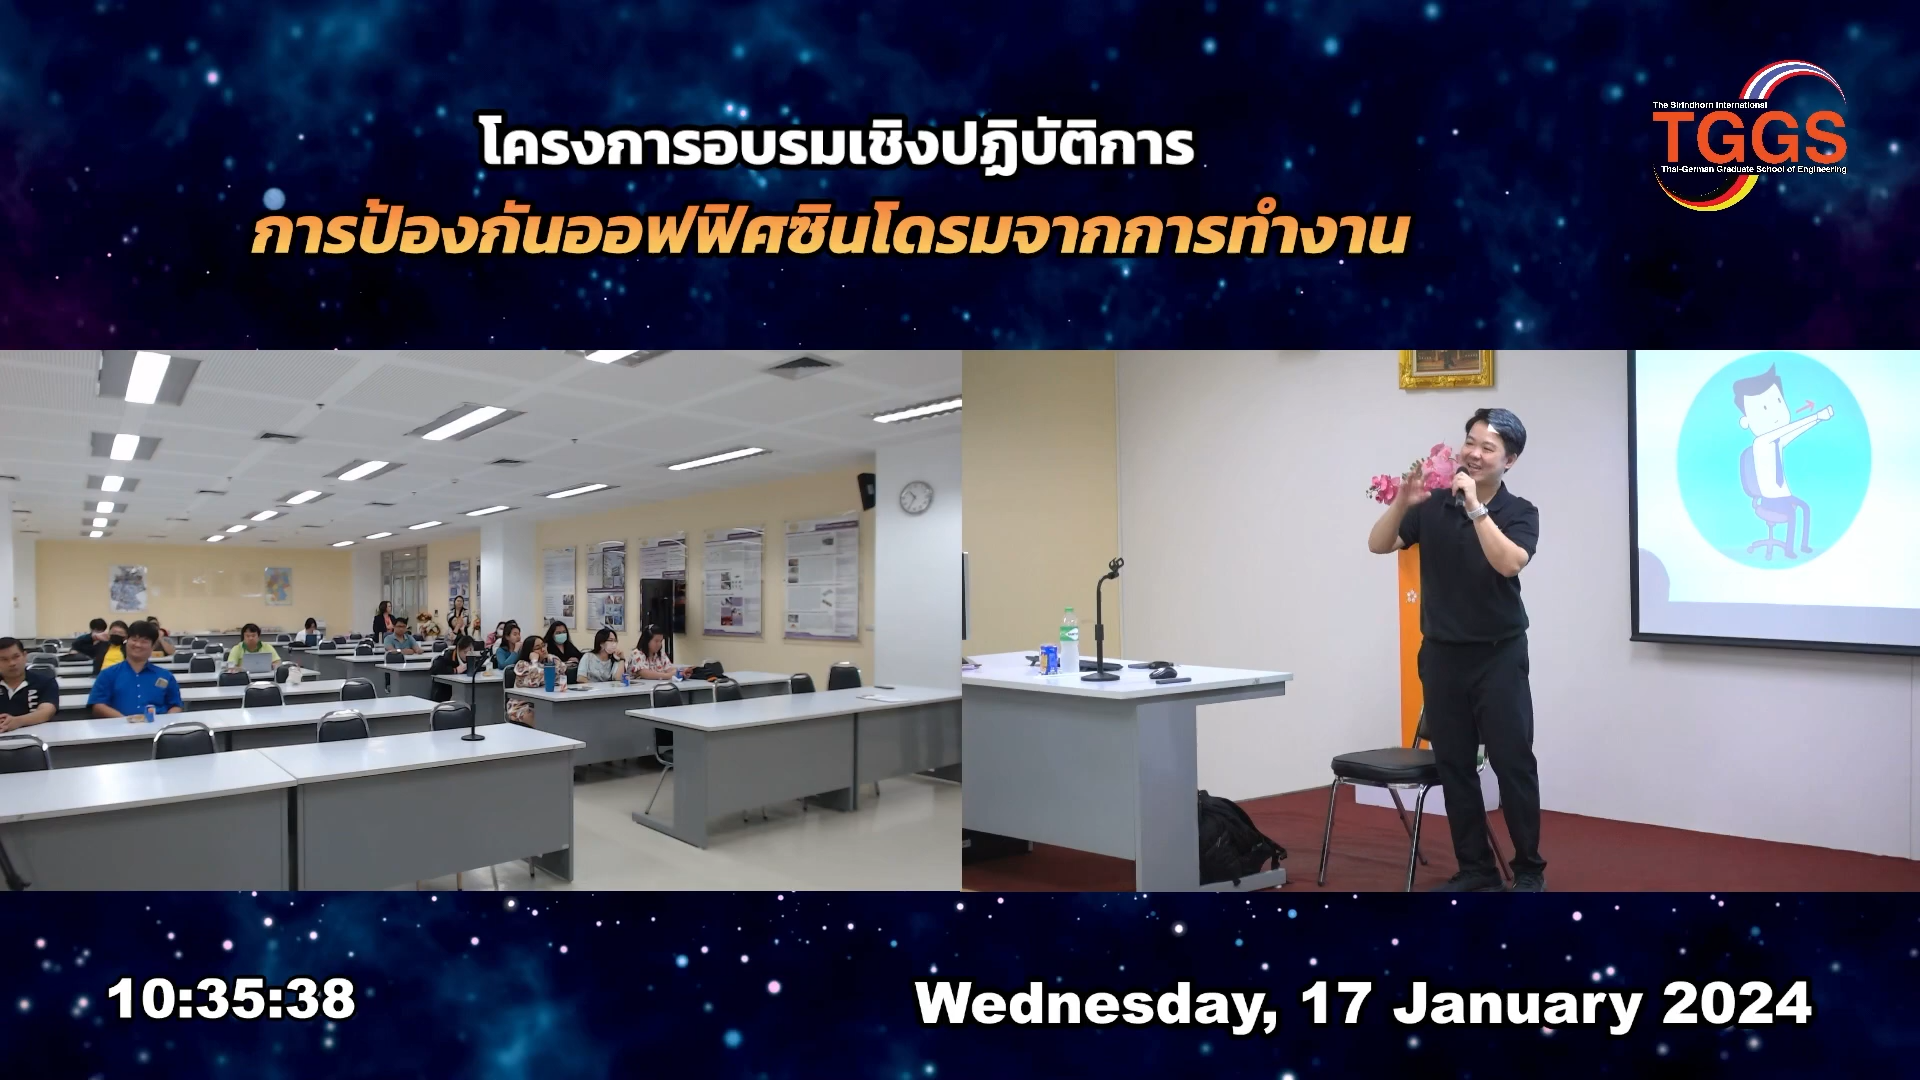 โครงการอบรมเชิงปฏิบัติการ
การป้องกันออฟฟิศซินโดรมจากการทำงาน
The Sirindhorn International
TGGS
Thai-German Graduate School of Engineering
10:35:38
Wednesday, 17 January 2024